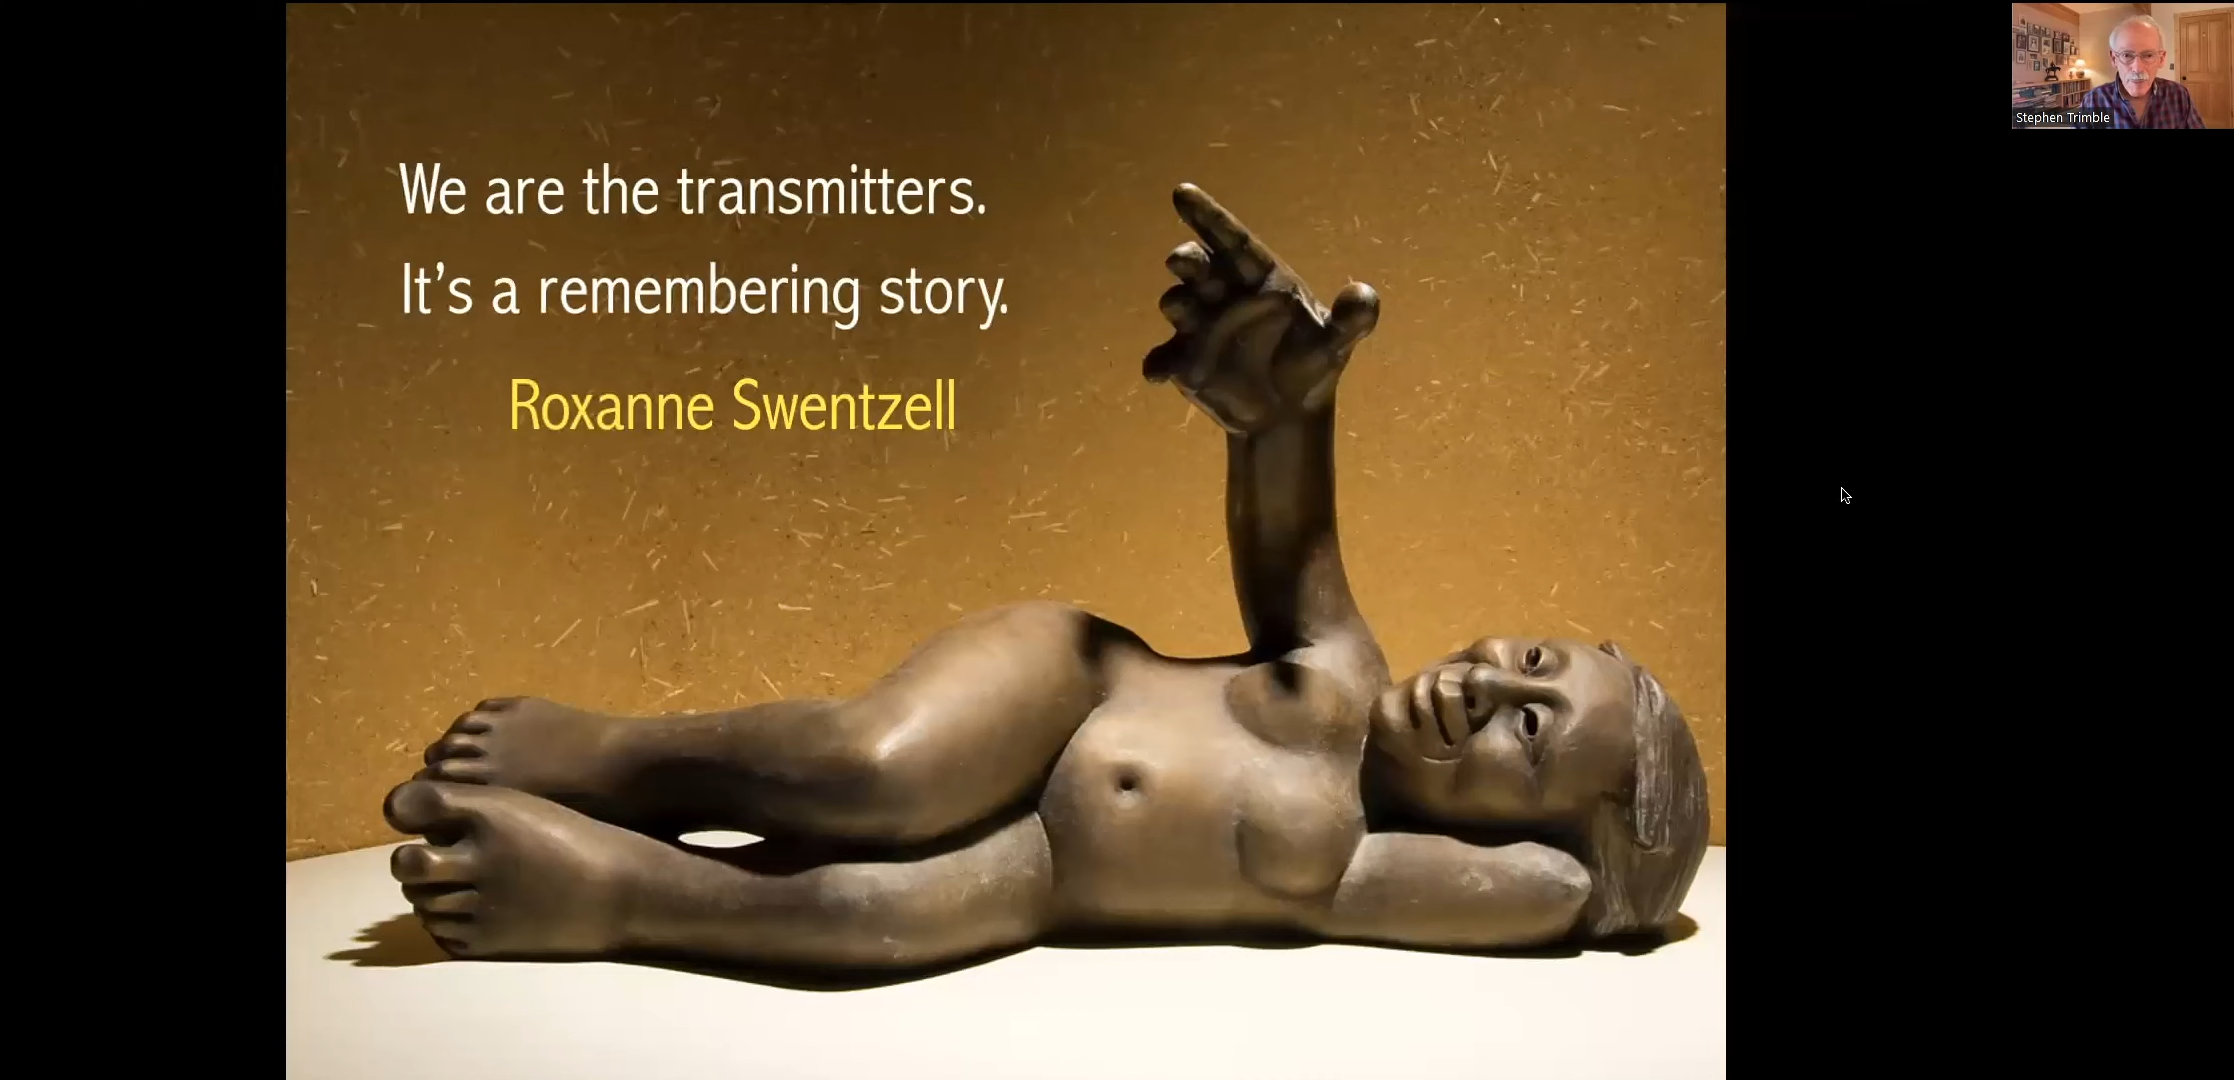 We are the transmitters.
It's a remembering story.
Roxanne Swentzell
Stephen Trimble